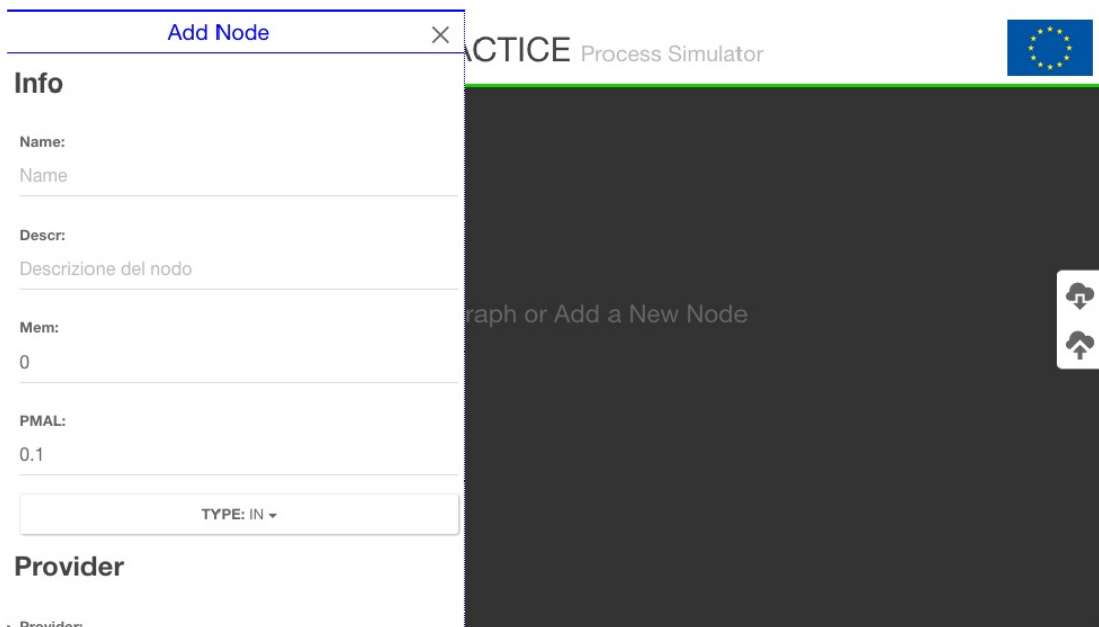 Add Node
ACTICE Process Simulator
Info
Name:
Name
Descr:
Descrizione del nodo
raph or Add a New Node
Mem:
0
PMAL:
0.1
TYPE: IN
Provider
Provider: